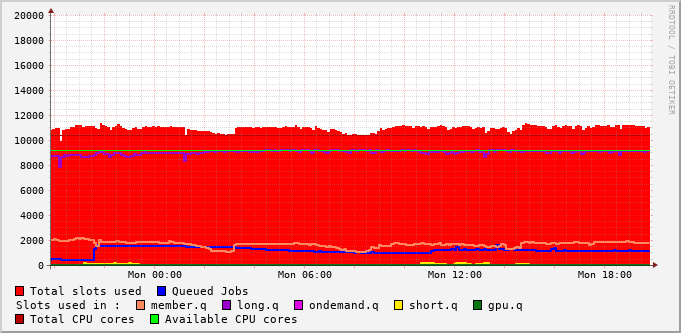 20000
18000
16000
14000
12000
10000
8000
6000
4000
2000
0
Mon 00:00 Mon 06:00 Mon 12:00 Mon 18:00
Total slots used Queued Jobs
Slots used in : member.q long.q ondemand.q short.q gpu.q
Total CPU cores Available CPU cores
RRDTOOL / TOBI OETIKER